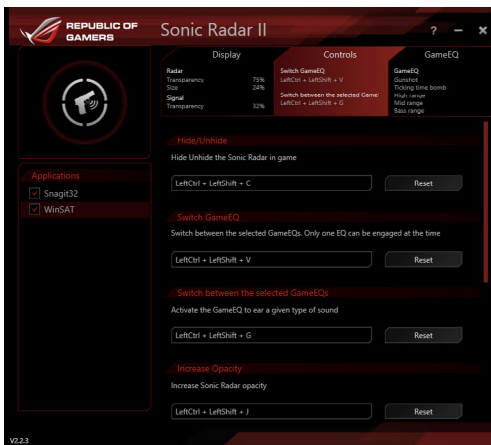 REPUBLIC OF
GAMERS
Sonic Radar II
?
Display
Controls
GameEQ
Radar
Transparency 75%
Size 24%
Signal
Transparency 32%
Switch GameEQ
LeftCtrl + LeftShift + V
Switch between the selected Game
LeftCtrl + LeftShift + G
GameEQ
Gunshot
Ticking time bomb
High range
Mid range
Bass range
Applications
Snagit32
WinSAT
Hide/Unhide
Hide Unhide the Sonic Radar in game
LeftCtrl + LeftShift + C
Reset
Switch GameEQ
Switch between the selected GameEQs. Only one EQ can be engaged at the time
LeftCtrl + LeftShift + V
Reset
Switch between the selected GameEQs
Activate the GameEQ to ear a given type of sound
LeftCtrl + LeftShift + G
Reset
Increase Opacity
Increase Sonic Radar opacity
LeftCtrl + LeftShift + J
Reset
V2.2.3